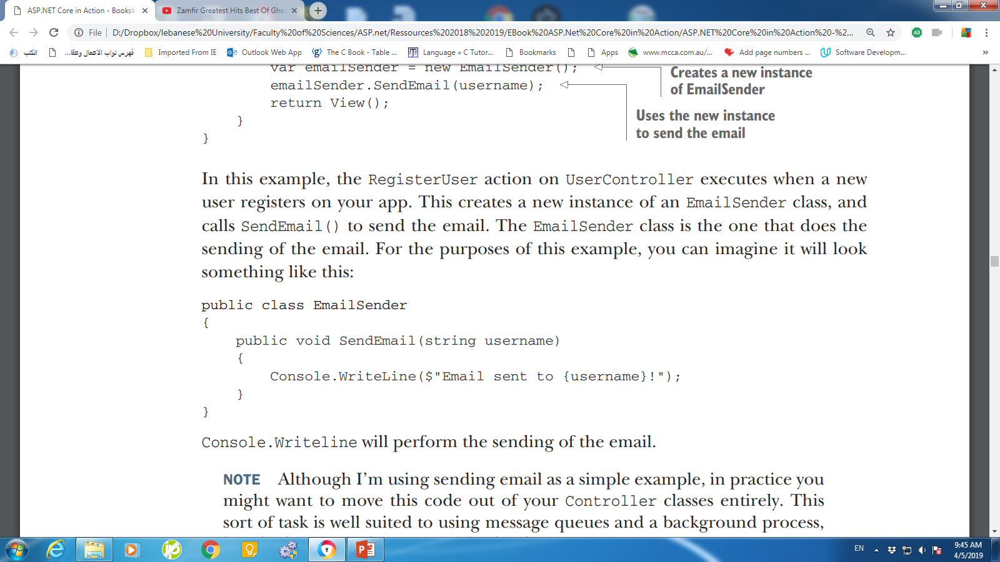 ASP.NET Core in Action - Booksk
Zamfir Greatest Hits Best Of Ghe
File
D:/Dropbox/lebanese%20University/Faculty%20of%20Sciences/ASP.net/Ressources%202018%202019/EBook%20ASP.Net%20Core%20in%20Action/ASP.NET%20Core%20in%20Action%20-%2...
AD
الكتب
فهرس ثواب الاعمال وعقا...
Imported From IE
Outlook Web App
The C Book - Table ...
Language « C Tutor...
Bookmarks
Apps
www.mcca.com.au/...
Add page numbers ...
Software Developm...
»
var emailSender = new EmailSender();
Creates a new instance
of EmailSender
emailSender.SendEmail(username);
return View();
Uses the new instance
to send the email
}
}
In this example, the RegisterUser action on UserController executes when a new
user registers on your app. This creates a new instance of an EmailSender class, and
calls SendEmail() to send the email. The EmailSender class is the one that does the
sending of the email. For the purposes of this example, you can imagine it will look
something like this:
public class EmailSender
{
public void SendEmail(string username)
{
Console.WriteLine($"Email sent to {username}!");
}
}
Console.Writeline will perform the sending of the email.
NOTE Although I'm using sending email as a simple example, in practice you
might want to move this code out of your Controller classes entirely. This
sort of task is well suited to using message queues and a background process,
EN
9:45 AM
4/5/2019